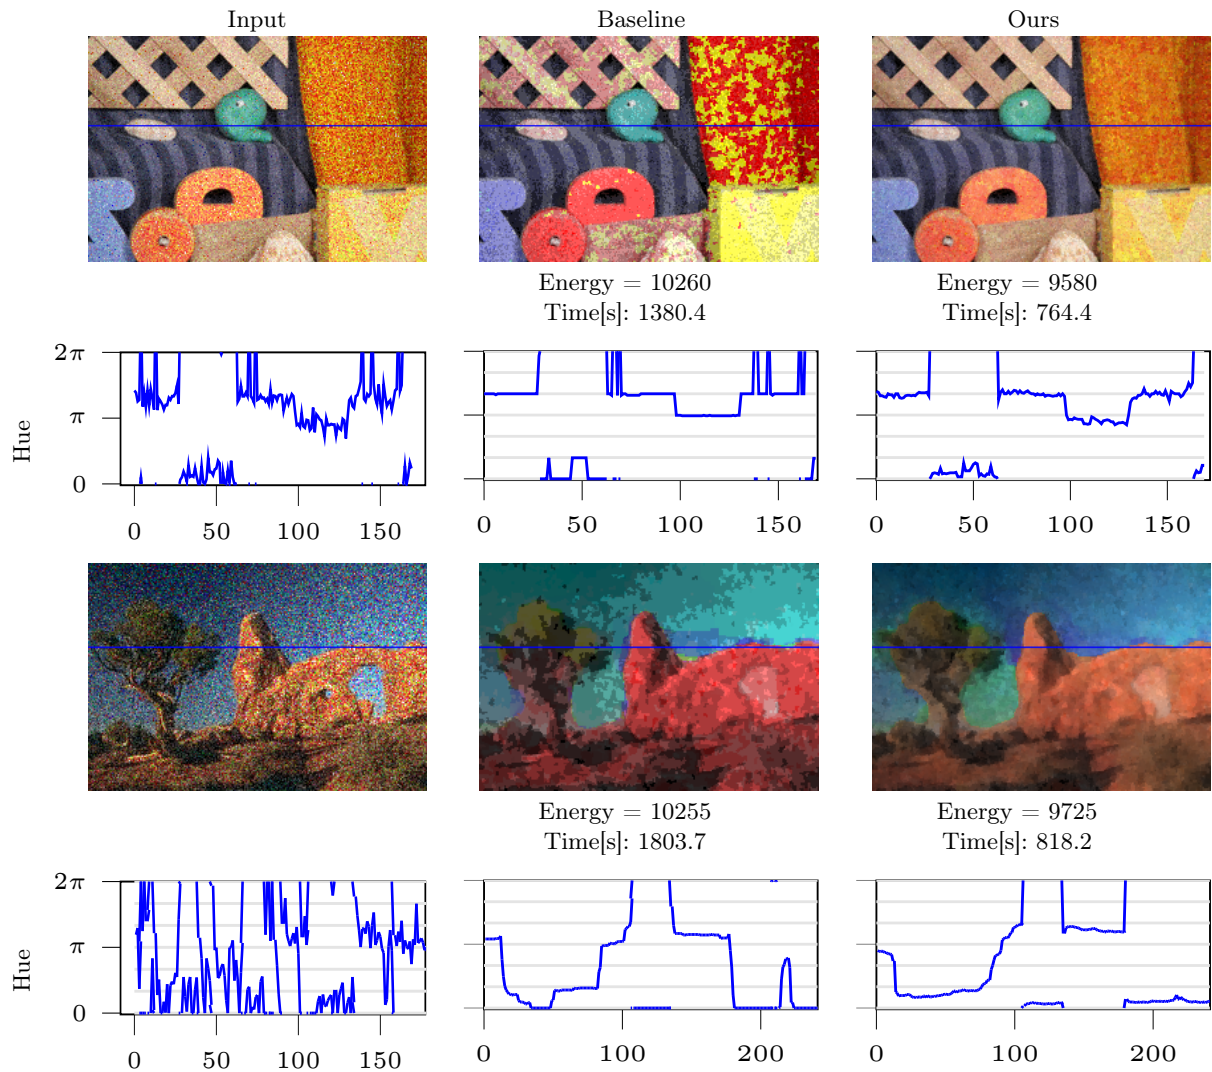 Input Baseline Ours
Energy = 10260 Energy = 9580
Time[s]: 1380.4 Time[s]: 764.4
2π
π
0
Hue
0 50 100 150 0 50 100 150 0 50 100 150
Energy = 10255 Energy = 9725
Time[s]: 1803.7 Time[s]: 818.2
2π
π
0
Hue
0 50 100 150 0 100 200 0 100 200